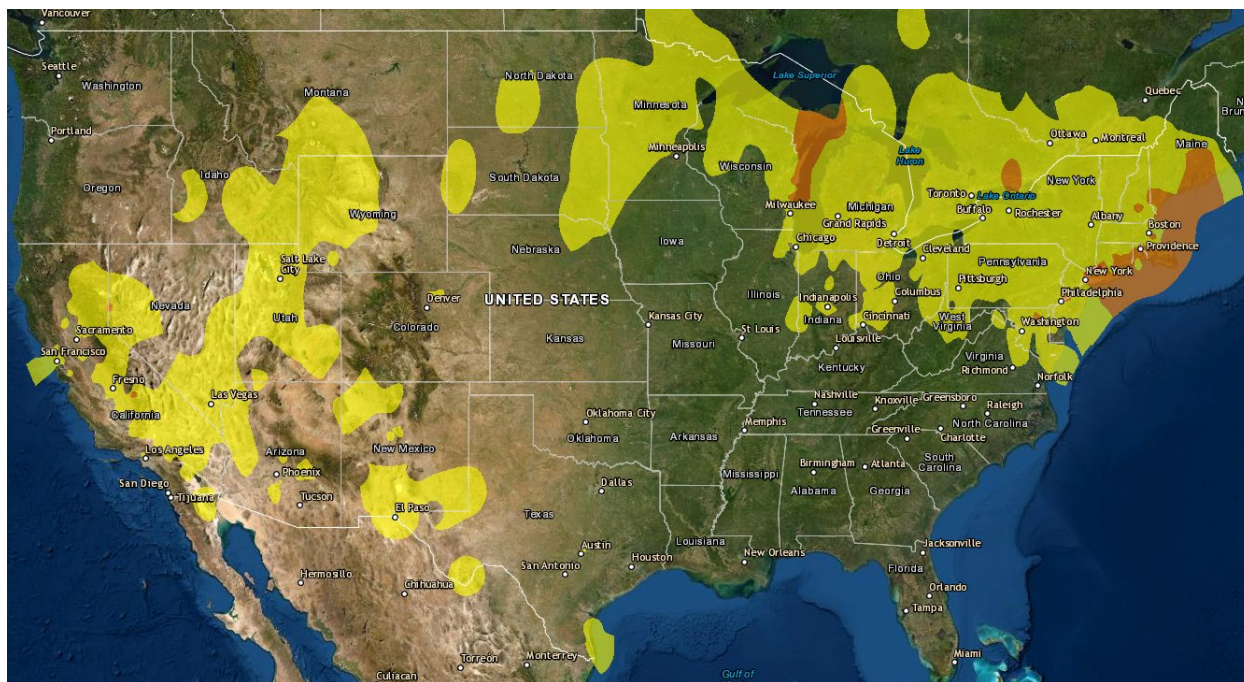 Vancouver
Seattle
Washington
Portland
Oregon
Idaho
Montana
North Dakota
Minnesota
Minneapolis
South Dakota
Wyoming
Nebraska
Iowa
Wisconsin
Lake Superior
Milwaukee
Michigan
Grand Rapids
Chicago
Detroit
Lake
Huron
Toronto
Lake Ontario
Buffalo
Rochester
Ottawa
Montreal
Quebec
Maine
New York
Albany
Boston
Providence
Cleveland
Pennsylvania
Pittsburgh
New York
Philadelphia
Ohio
Columbus
Indianapolis
Indiana
Illinois
Cincinnati
West
Virginia
Washington
Virginia
Richmond
Norfolk
Louisville
Kentucky
Salt Lake
City
Nevada
Utah
Denver
Colorado
UNITED STATES
Kansas
Kansas City
Missouri
St Louis
Sacramento
San Francisco
Fresno
California
Las Vegas
Los Angeles
San Diego
Tijuana
Arizona
Phoenix
Tucson
New Mexico
El Paso
Oklahoma City
Oklahoma
Arkansas
Memphis
Nashville
Tennessee
Knoxville
Greensboro
Raleigh
North Carolina
Charlotte
Greenville
South
Carolina
Atlanta
Georgia
Birmingham
Alabama
Mississippi
Dallas
Texas
Louisiana
Austin
San Antonio
Houston
New Orleans
Jacksonville
Florida
Orlando
Tampa
Miami
Hermosillo
Chihuahua
Torreón
Monterrey
Culiacan
Gulf of